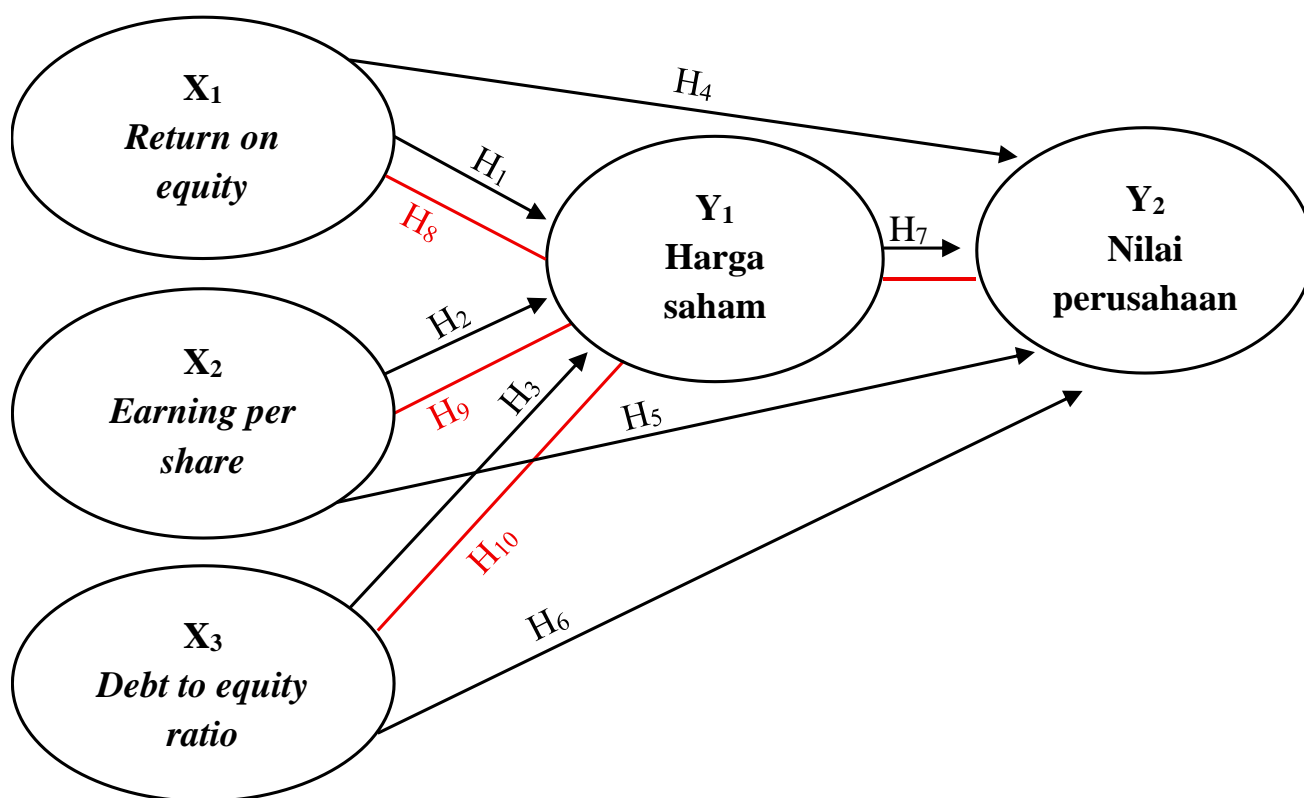 X₁
Return on
equity
H₄
H₁
H₈
Y₁
Harga
saham
H₇
Y₂
Nilai
perusahaan
X₂
Earning per
share
H₂
H₉
H₃
H₅
X₃
Debt to equity
ratio
H₁₀
H₆